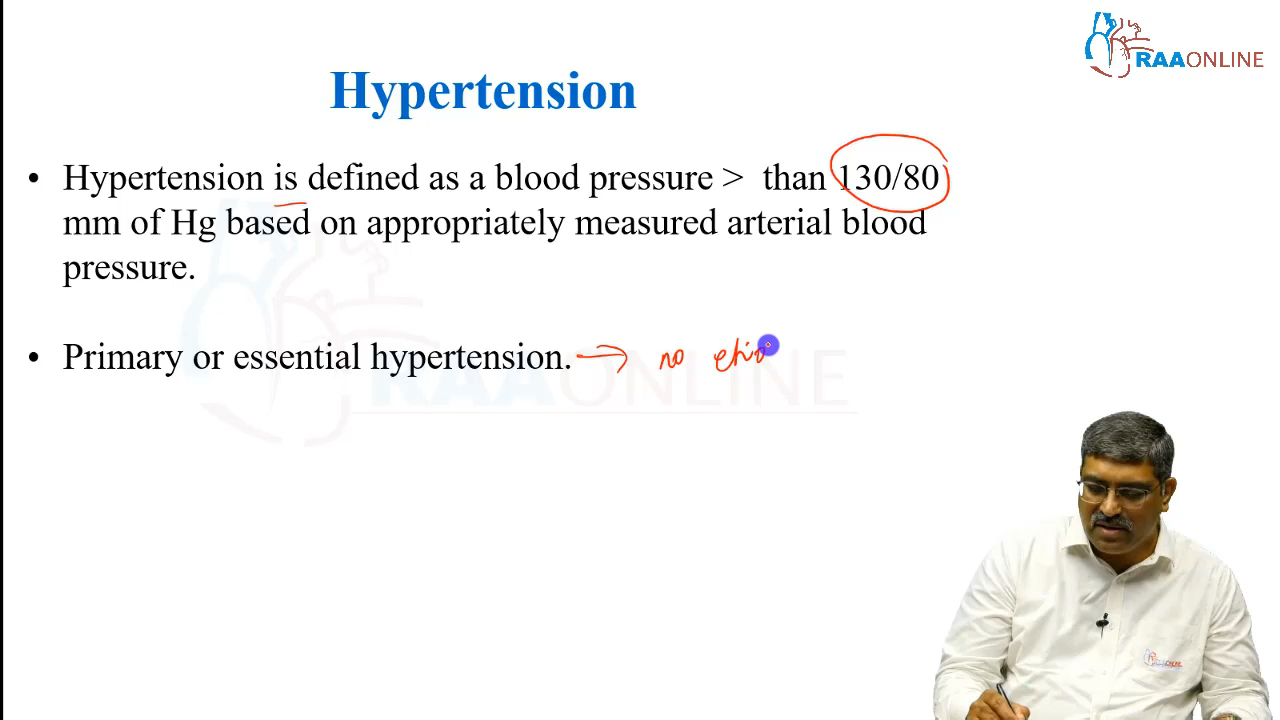 RAAONLINE
Hypertension
• Hypertension is defined as a blood pressure > than 130/80
mm of Hg based on appropriately measured arterial blood
pressure.
• Primary or essential hypertension. → no etio
RAAONLINE